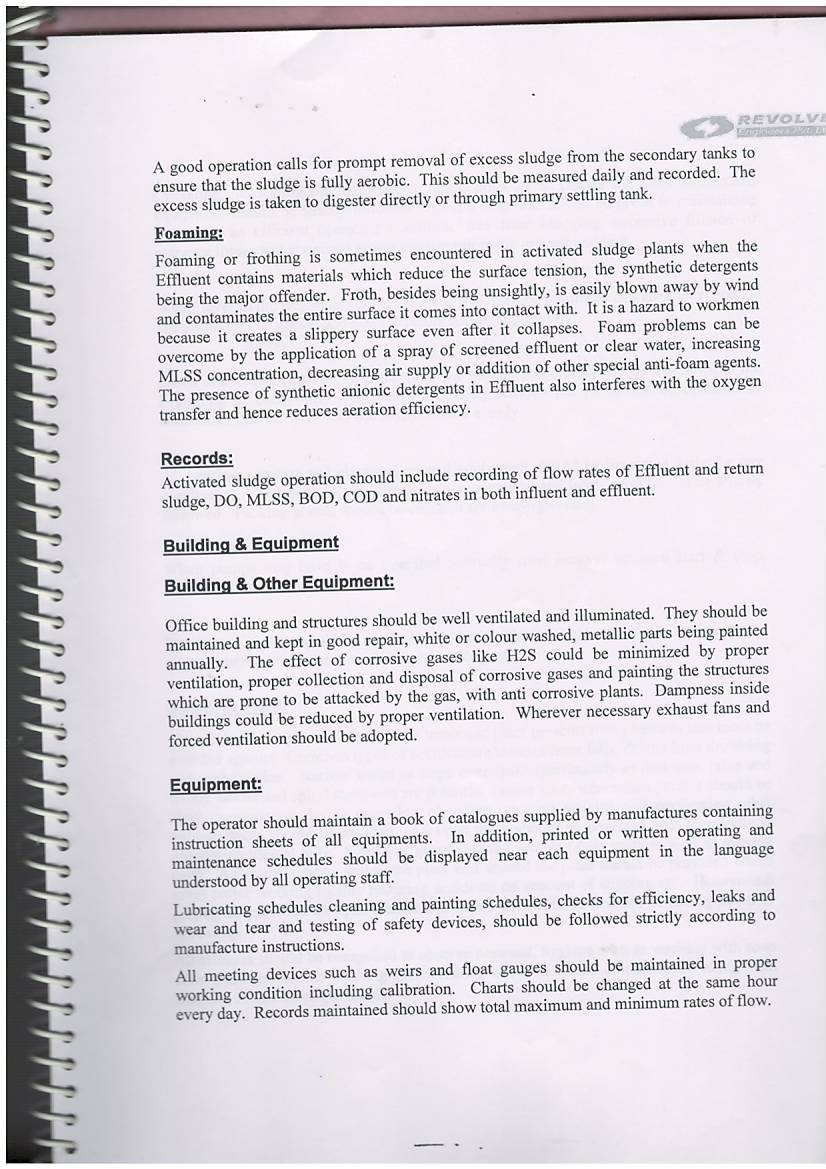 REVOLVE
Engineers Pvt. Lt
A good operation calls for prompt removal of excess sludge from the secondary tanks to
ensure that the sludge is fully aerobic. This should be measured daily and recorded. The
excess sludge is taken to digester directly or through primary settling tank.
Foaming:
Foaming or frothing is sometimes encountered in activated sludge plants when the
Effluent contains materials which reduce the surface tension, the synthetic detergents
being the major offender. Froth, besides being unsightly, is easily blown away by wind
and contaminates the entire surface it comes into contact with. It is a hazard to workmen
because it creates a slippery surface even after it collapses. Foam problems can be
overcome by the application of a spray of screened effluent or clear water, increasing
MLSS concentration, decreasing air supply or addition of other special anti-foam agents.
The presence of synthetic anionic detergents in Effluent also interferes with the oxygen
transfer and hence reduces aeration efficiency.
Records:
Activated sludge operation should include recording of flow rates of Effluent and return
sludge, DO, MLSS, BOD, COD and nitrates in both influent and effluent.
Building & Equipment
Building & Other Equipment:
Office building and structures should be well ventilated and illuminated. They should be
maintained and kept in good repair, white or colour washed, metallic parts being painted
annually. The effect of corrosive gases like H2S could be minimized by proper
ventilation, proper collection and disposal of corrosive gases and painting the structures
which are prone to be attacked by the gas, with anti corrosive plants. Dampness inside
buildings could be reduced by proper ventilation. Wherever necessary exhaust fans and
forced ventilation should be adopted.
Equipment:
The operator should maintain a book of catalogues supplied by manufactures containing
instruction sheets of all equipments. In addition, printed or written operating and
maintenance schedules should be displayed near each equipment in the language
understood by all operating staff.
Lubricating schedules cleaning and painting schedules, checks for efficiency, leaks and
wear and tear and testing of safety devices, should be followed strictly according to
manufacture instructions.
All meeting devices such as weirs and float gauges should be maintained in proper
working condition including calibration. Charts should be changed at the same hour
every day. Records maintained should show total maximum and minimum rates of flow.